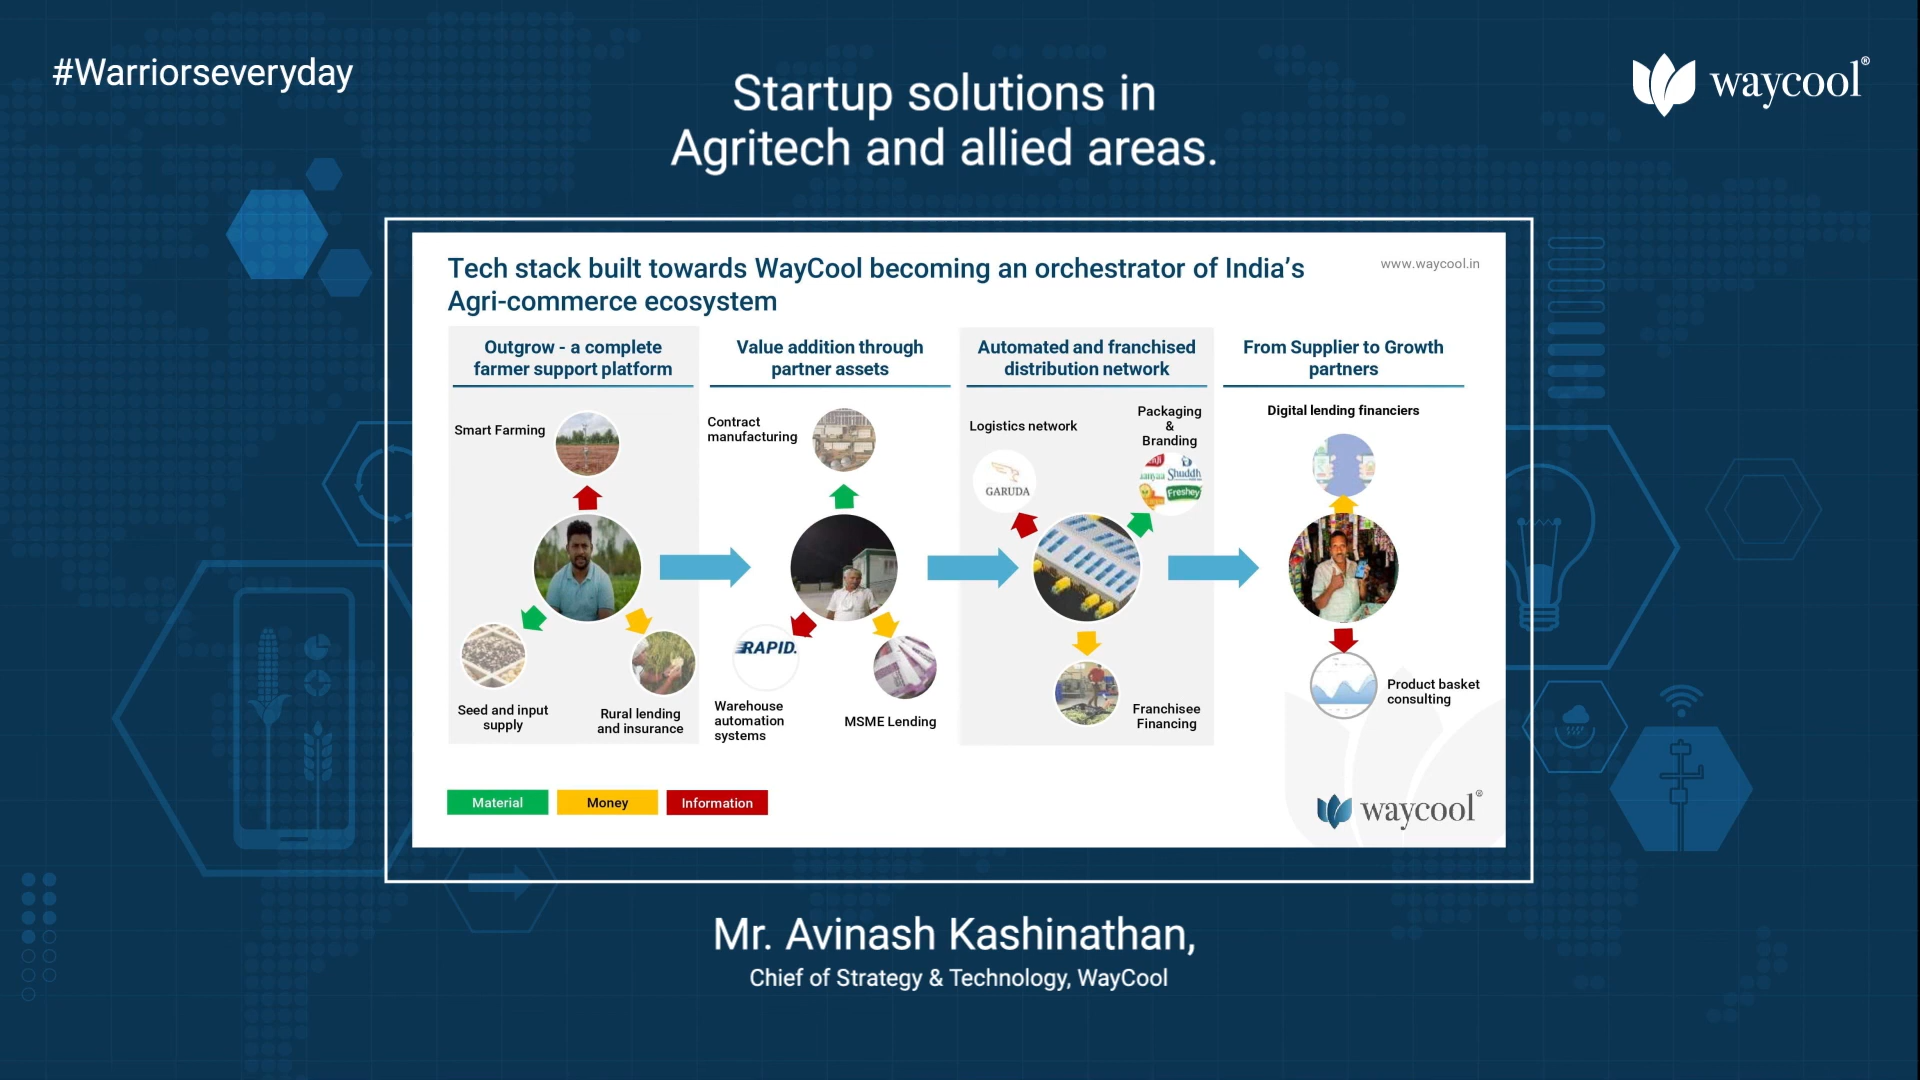 #Warriorseveryday
Startup solutions in
Agritech and allied areas.
waycool®
Tech stack built towards WayCool becoming an orchestrator of India's
Agri-commerce ecosystem
www.waycool.in
Outgrow - a complete
farmer support platform
Smart Farming
Seed and input
supply
Rural lending
and insurance
Value addition through
partner assets
Contract
manufacturing
RAPID.
Warehouse
automation
systems
MSME Lending
Automated and franchised
distribution network
Logistics network
GARUDA
Packaging
&
Branding
Shuddh
Freshey
Franchisee
Financing
From Supplier to Growth
partners
Digital lending financiers
Product basket
consulting
Material
Money
Information
waycool®
Mr. Avinash Kashinathan,
Chief of Strategy & Technology, WayCool